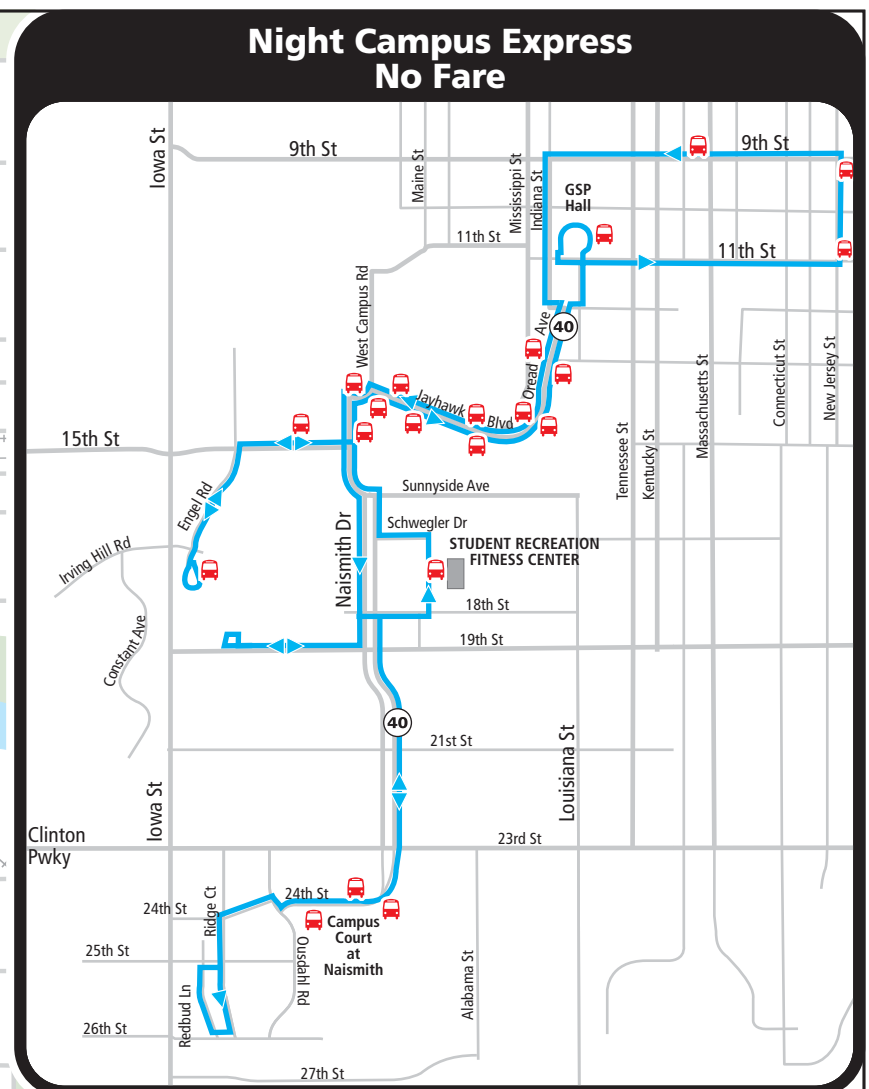 Night Campus Express
No Fare
Iowa St
9th St
Maine St
Mississippi St
Indiana St
GSP
Hall
9th St
11th St
11th St
West Campus Rd
40
Oread Ave
Jayhawk Blvd
Massachusetts St
Connecticut St
New Jersey St
Tennessee St
Kentucky St
15th St
Engel Rd
Sunnyside Ave
Schwegler Dr
STUDENT RECREATION
FITNESS CENTER
Irving Hill Rd
Naismith Dr
18th St
19th St
Constant Ave
40
21st St
Louisiana St
Iowa St
Clinton
Pwky
23rd St
24th St
24th St
Ridge Ct
Campus
Court
at
Naismith
Ousdahl Rd
25th St
Alabama St
Redbud Ln
26th St
27th St